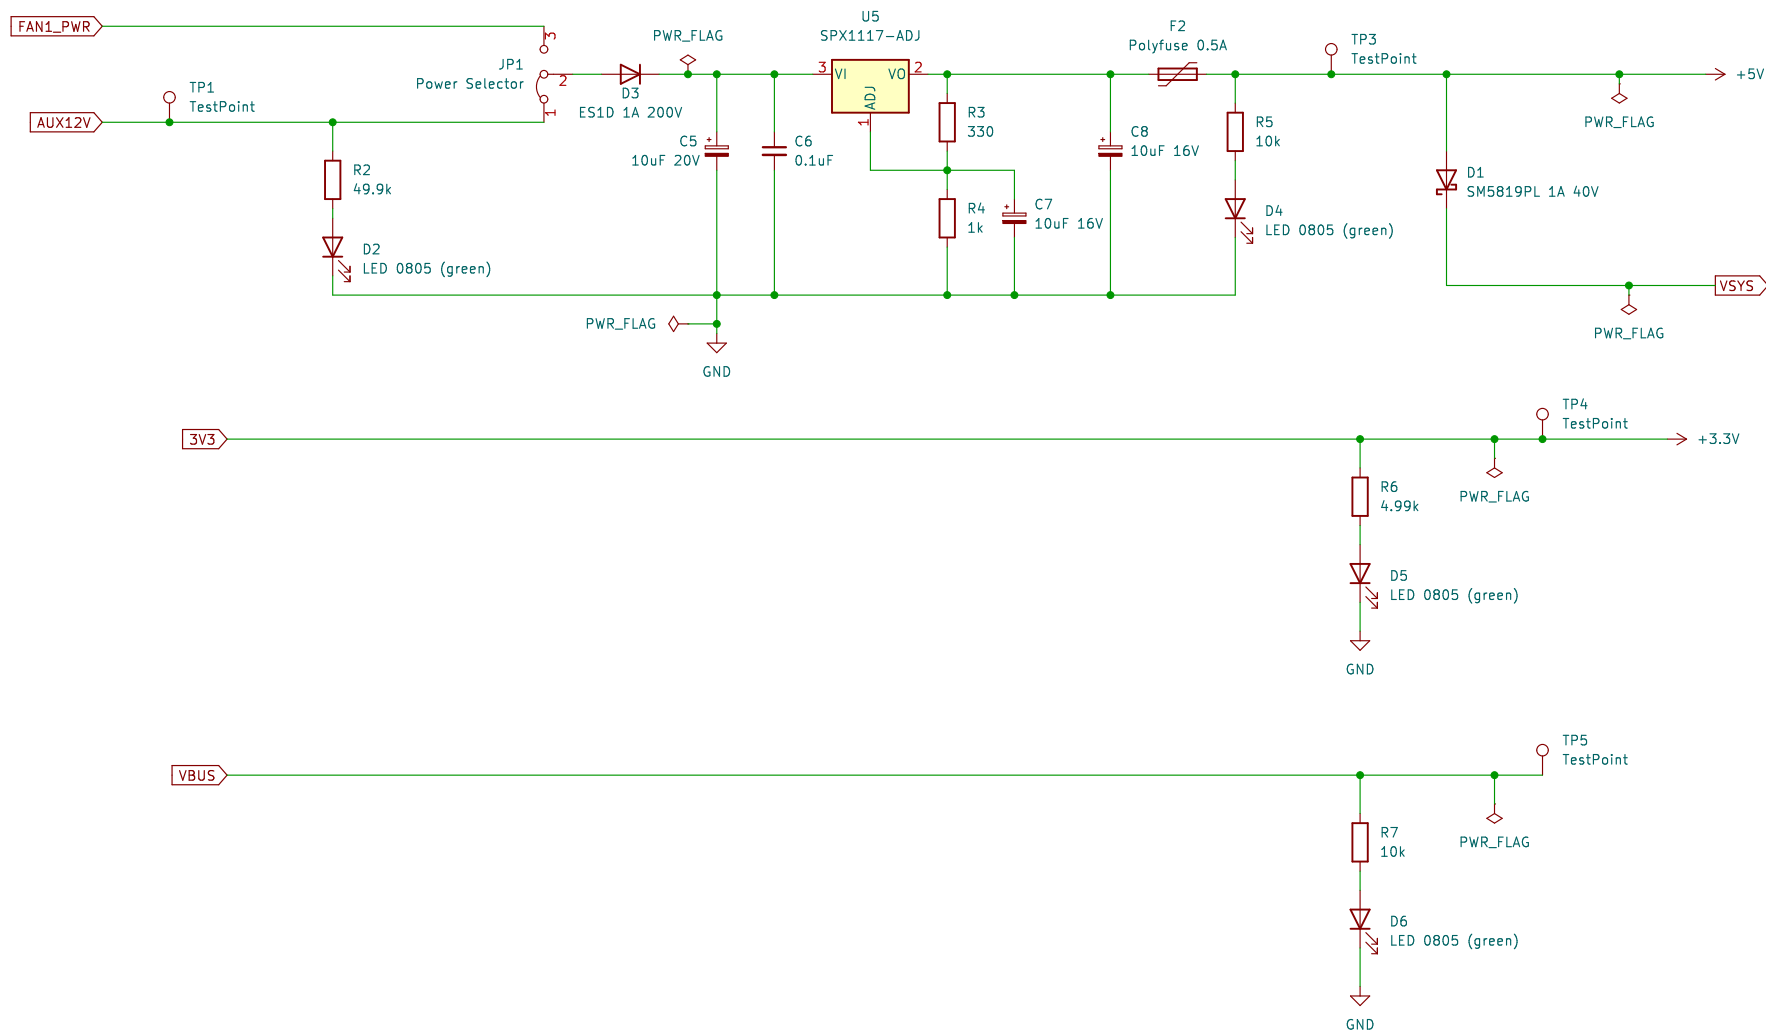 FAN1_PWR
3
JP1
Power Selector
2
1
TP1
TestPoint
AUX12V
R2
49.9k
D2
LED 0805 (green)
D3
ES1D 1A 200V
PWR_FLAG
C5
10uF 20V
C6
0.1uF
U5
SPX1117-ADJ
3
VI
VO
2
ADJ
1
R3
330
R4
1k
C7
10uF 16V
C8
10uF 16V
F2
Polyfuse 0.5A
R5
10k
D4
LED 0805 (green)
TP3
TestPoint
+5V
PWR_FLAG
D1
SM5819PL 1A 40V
VSYS
PWR_FLAG
PWR_FLAG
GND
3V3
TP4
TestPoint
+3.3V
R6
4.99k
PWR_FLAG
D5
LED 0805 (green)
GND
VBUS
TP5
TestPoint
R7
10k
PWR_FLAG
D6
LED 0805 (green)
GND